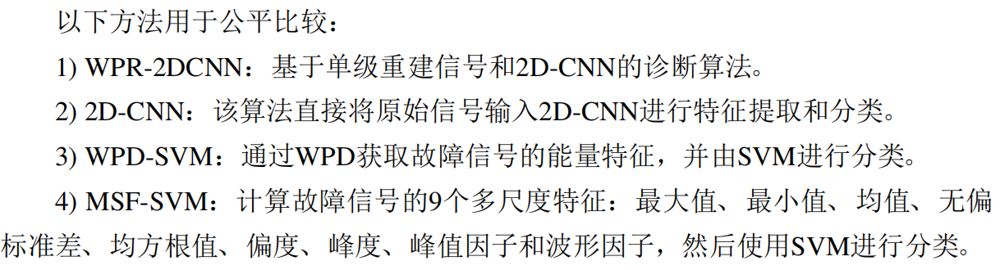 以下方法用于公平比较：
1) WPR-2DCNN：基于单级重建信号和2D-CNN的诊断算法。
2) 2D-CNN：该算法直接将原始信号输入2D-CNN进行特征提取和分类。
3) WPD-SVM：通过WPD获取故障信号的能量特征，并由SVM进行分类。
4) MSF-SVM：计算故障信号的9个多尺度特征：最大值、最小值、均值、无偏
标准差、均方根值、偏度、峰度、峰值因子和波形因子，然后使用SVM进行分类。